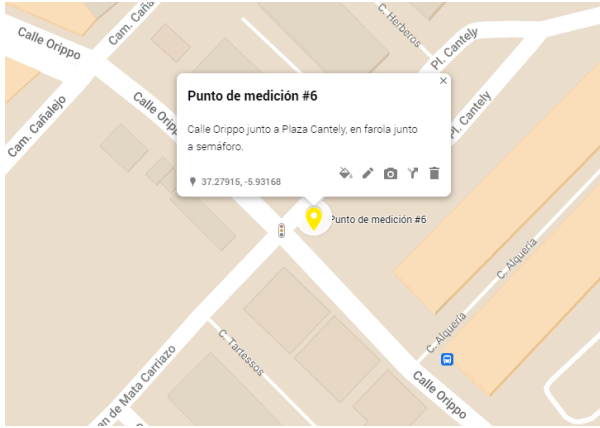 Calle Orippo
Cam. Caña
C. Herberos
Pl. Cantely
Punto de medición #6
Calle Orippo junto a Plaza Cantely, en farola junto
a semáforo.
37.27915, -5.93168
Cam. Cañalejo
Calle Orip
Pl. Cantely
Punto de medición #6
C. Alquería
C. Alquería
C. Tartessos
an de Mata Carriazo
Calle Orippo